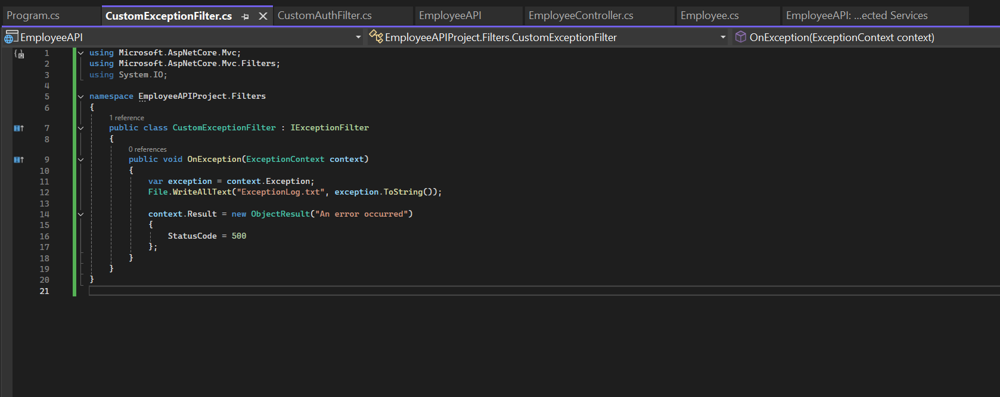 Program.cs CustomExceptionFilter.cs CustomAuthFilter.cs EmployeeAPI EmployeeController.cs Employee.cs EmployeeAPI: ...ected Services
EmployeeAPI EmployeeAPIProject.Filters.CustomExceptionFilter OnException(ExceptionContext context)
1 using Microsoft.AspNetCore.Mvc;
2 using Microsoft.AspNetCore.Mvc.Filters;
3 using System.IO;
4
5 namespace EmployeeAPIProject.Filters
6 {
1 reference
7 public class CustomExceptionFilter : IExceptionFilter
8 {
0 references
9 public void OnException(ExceptionContext context)
10 {
11 var exception = context.Exception;
12 File.WriteAllText("ExceptionLog.txt", exception.ToString());
13
14 context.Result = new ObjectResult("An error occurred")
15 {
16 StatusCode = 500
17 };
18 }
19 }
20 }
21